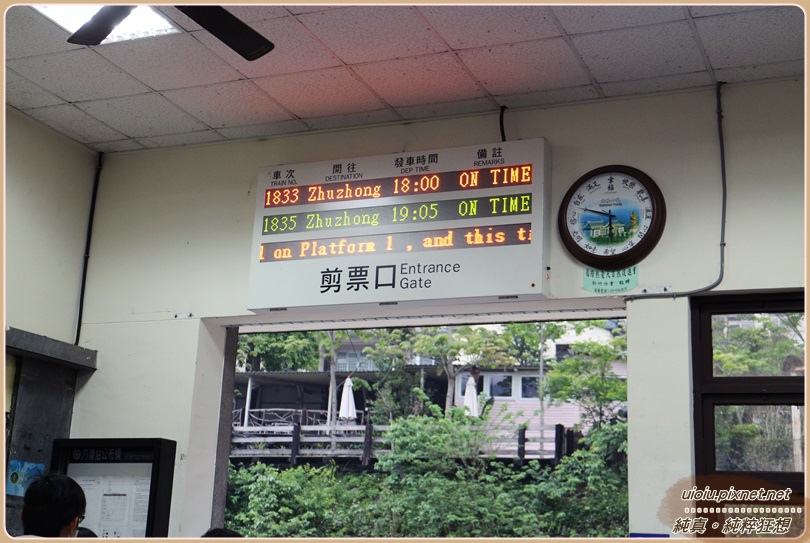 車次 開往 發車時間 備註
TRAIN NO. DESTINATION DEP TIME REMARKS
1833 Zhuzhong 18:00 ON TIME
1835 Zhuzhong 19:05 ON TIME
on Platform 1 , and this
剪票口 Entrance
Gate
uiolu.pixnet.net
純真。純粹狂想